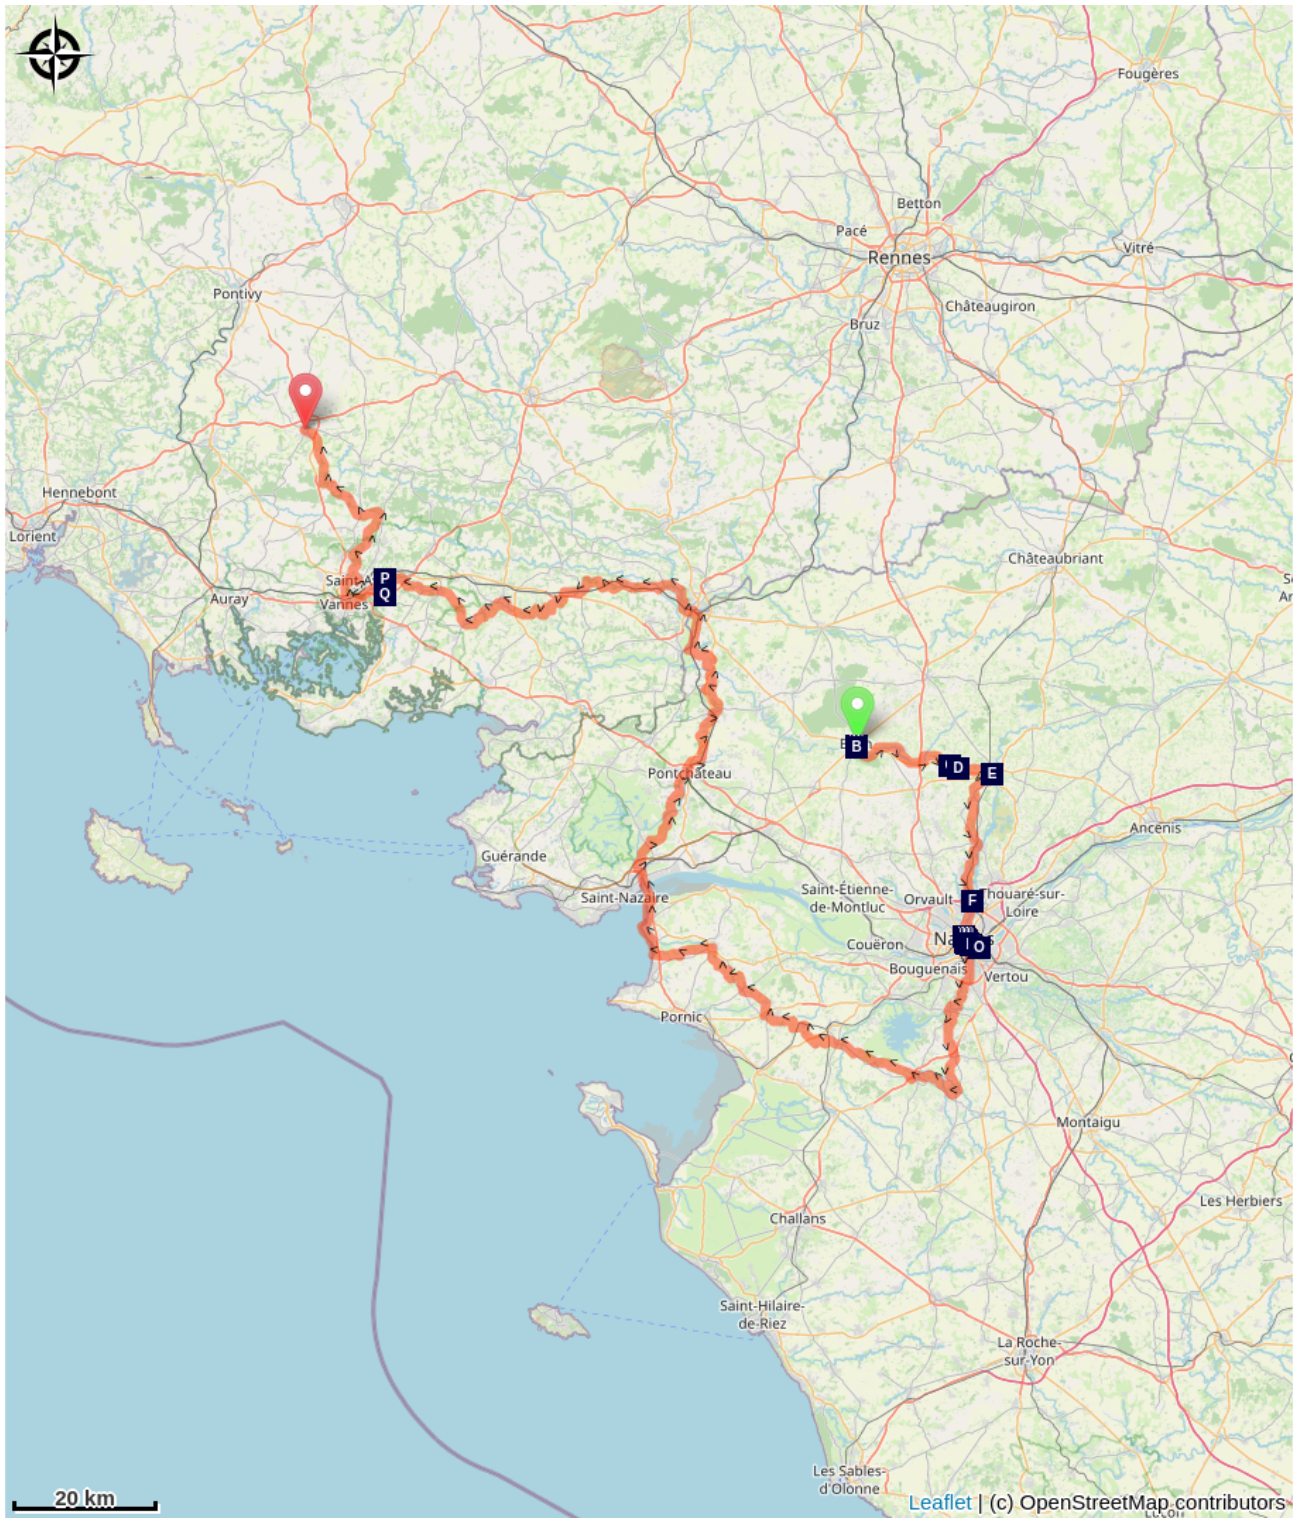 Fougères
Betton
Pacé
Rennes
Vitré
Pontivy
Châteaugiron
Bruz
Hennebont
Lorient
Châteaubriant
P
Q
Vannes
Auray
B
D
E
Pontchâteau
Ancenis
Guérande
Saint-Nazaire
Saint-Étienne-
de-Montluc
Orvault
F
Thouaré-sur-
Loire
O
Couëron
Bouguenais
Vertou
Pornic
Montaigu
Les Herbiers
Challans
Saint-Hilaire-
de-Riez
La Roche-
sur-Yon
Les Sables-
d'Olonne
20 km
Leaflet | (c) OpenStreetMap contributors